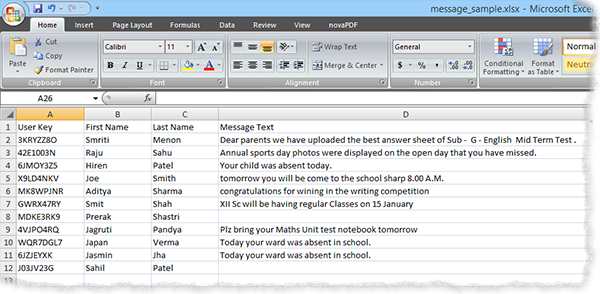 message_sample.xlsx - Microsoft Exce
Home Insert Page Layout Formulas Data Review View novaPDF
Paste
Cut
Copy
Format Painter
Clipboard
Calibri 11
B I U
Font
Wrap Text
Merge & Center
Alignment
General
Number
Conditional Formatting
Format as Table
Normal
Neutra
A26 fx
A B C D
1 User Key First Name Last Name Message Text
2 3KRYZZ8O Smriti Menon Dear parents we have uploaded the best answer sheet of Sub - G - English Mid Term Test .
3 42E1003N Raju Sahu Annual sports day photos were displayed on the open day that you have missed.
4 6JMOY3Z5 Hiren Patel Your child was absent today.
5 X9LD4NKV Joe Smith tomorrow you will be come to the school sharp 8.00 A.M.
6 MK8WPJNR Aditya Sharma congratulations for wining in the writing competition
7 GWRX47RY Smit Shah XII Sc will be having regular Classes on 15 January
8 MDKE3RK9 Prerak Shastri
9 4VJPO4RQ Jagruti Pandya Plz bring your Maths Unit test notebook tomorrow
10 WQR7DGL7 Japan Verma Today your ward was absent in school.
11 6JZJEYXK Jasmin Jha Today your ward was absent in school.
12 J03JV23G Sahil Patel